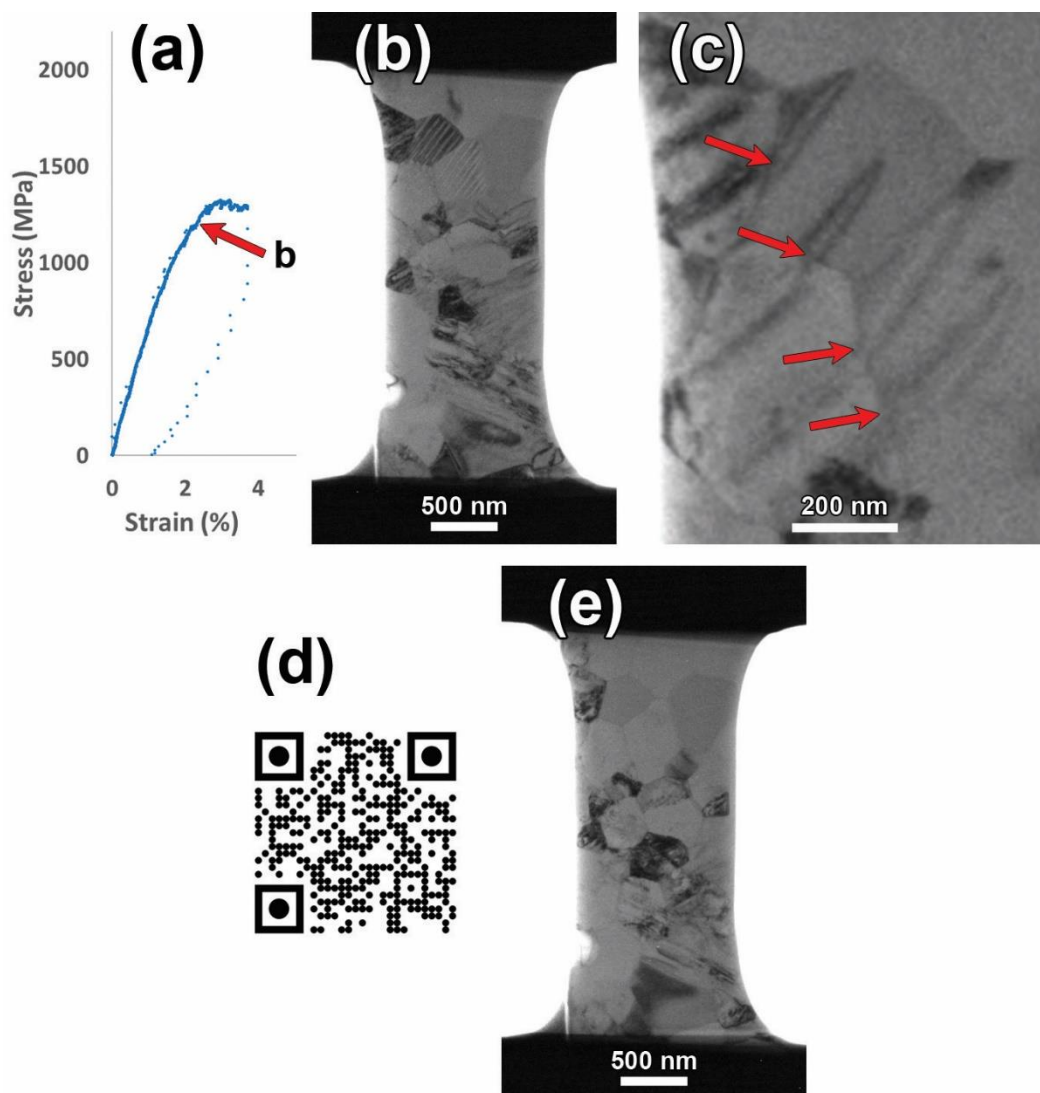 (a)
2000
1500
1000
500
0
Stress (MPa)
0 2 4
Strain (%)
b
(b)
500 nm
(c)
200 nm
(d)
(e)
500 nm